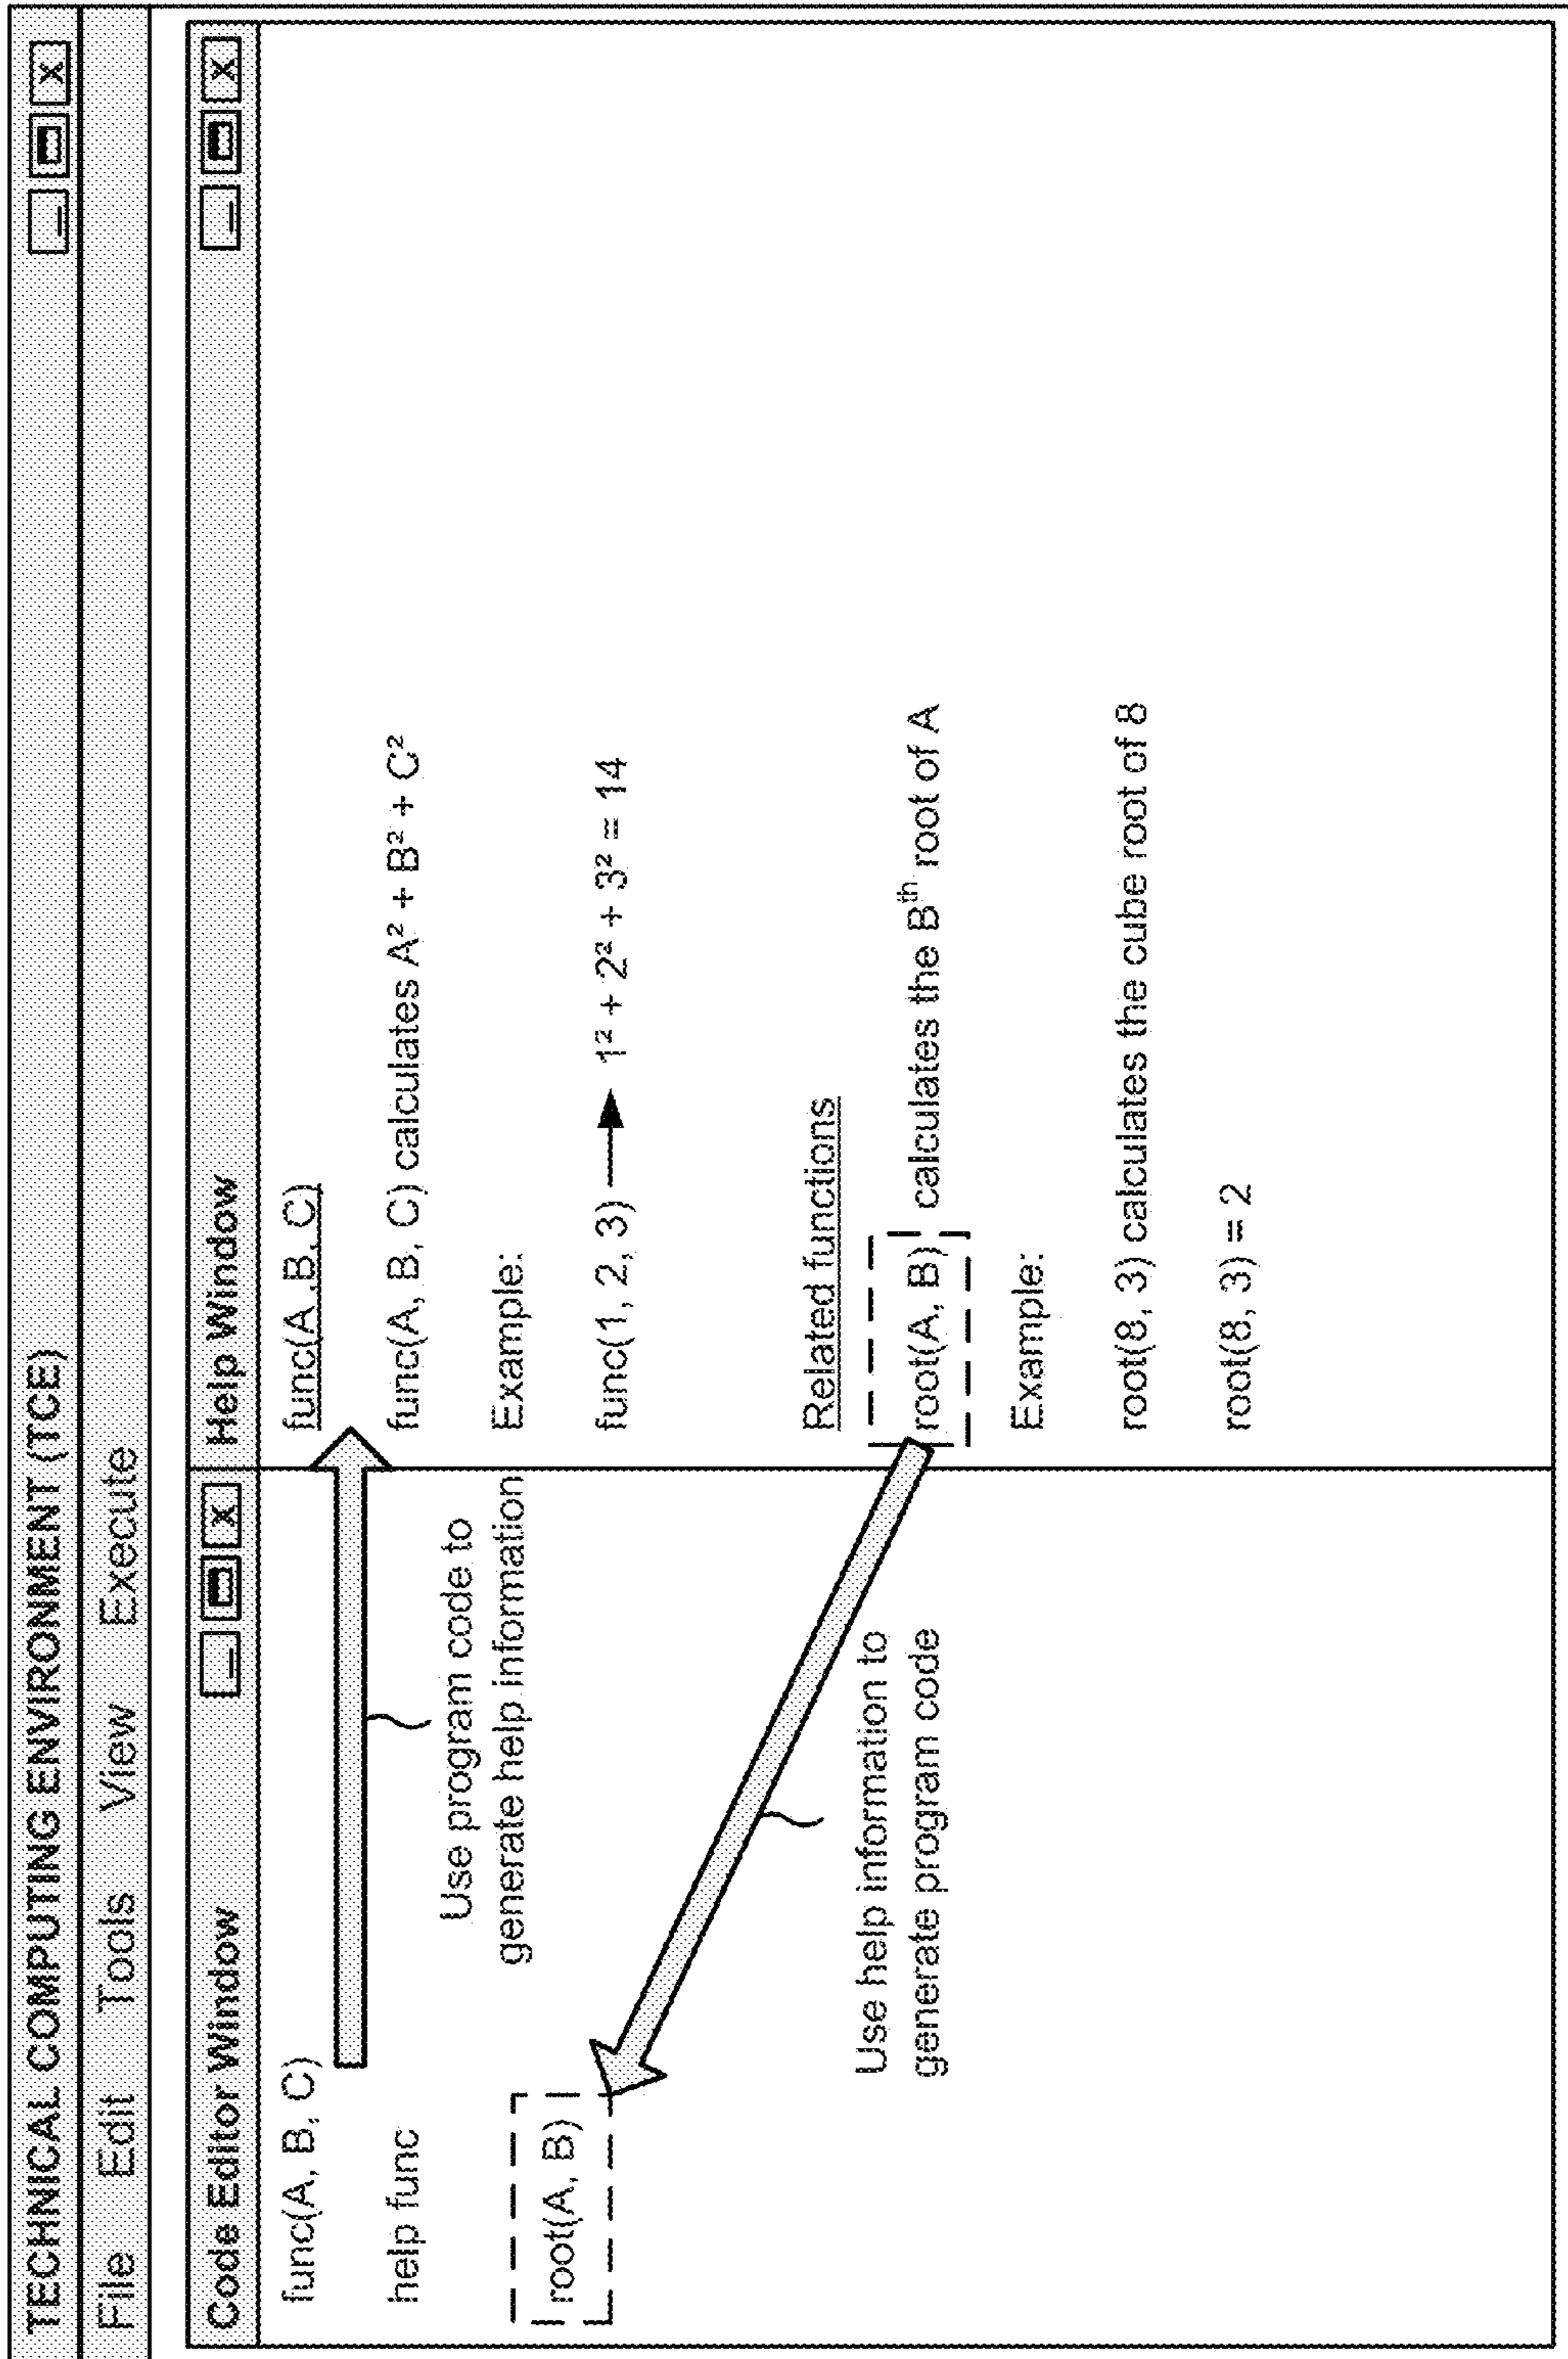 TECHNICAL COMPUTING ENVIRONMENT (TCE)
File Edit Tools View Execute
Code Editor Window
func(A, B, C)
help func
root(A, B)
Use program code to
generate help information
Use help information to
generate program code
Help Window
func(A ,B, C)
func(A, B, C) calculates A² + B² + C²
Example:
func(1, 2, 3) → 1² + 2² + 3² = 14
Related functions
root(A, B) calculates the Bᵗʰ root of A
Example:
root(8, 3) calculates the cube root of 8
root(8, 3) = 2